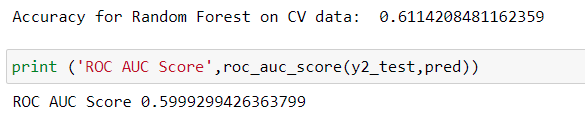 Accuracy for Random Forest on CV data:  0.6114208481162359
print ('ROC AUC Score',roc_auc_score(y2_test,pred))
ROC AUC Score 0.5999299426363799